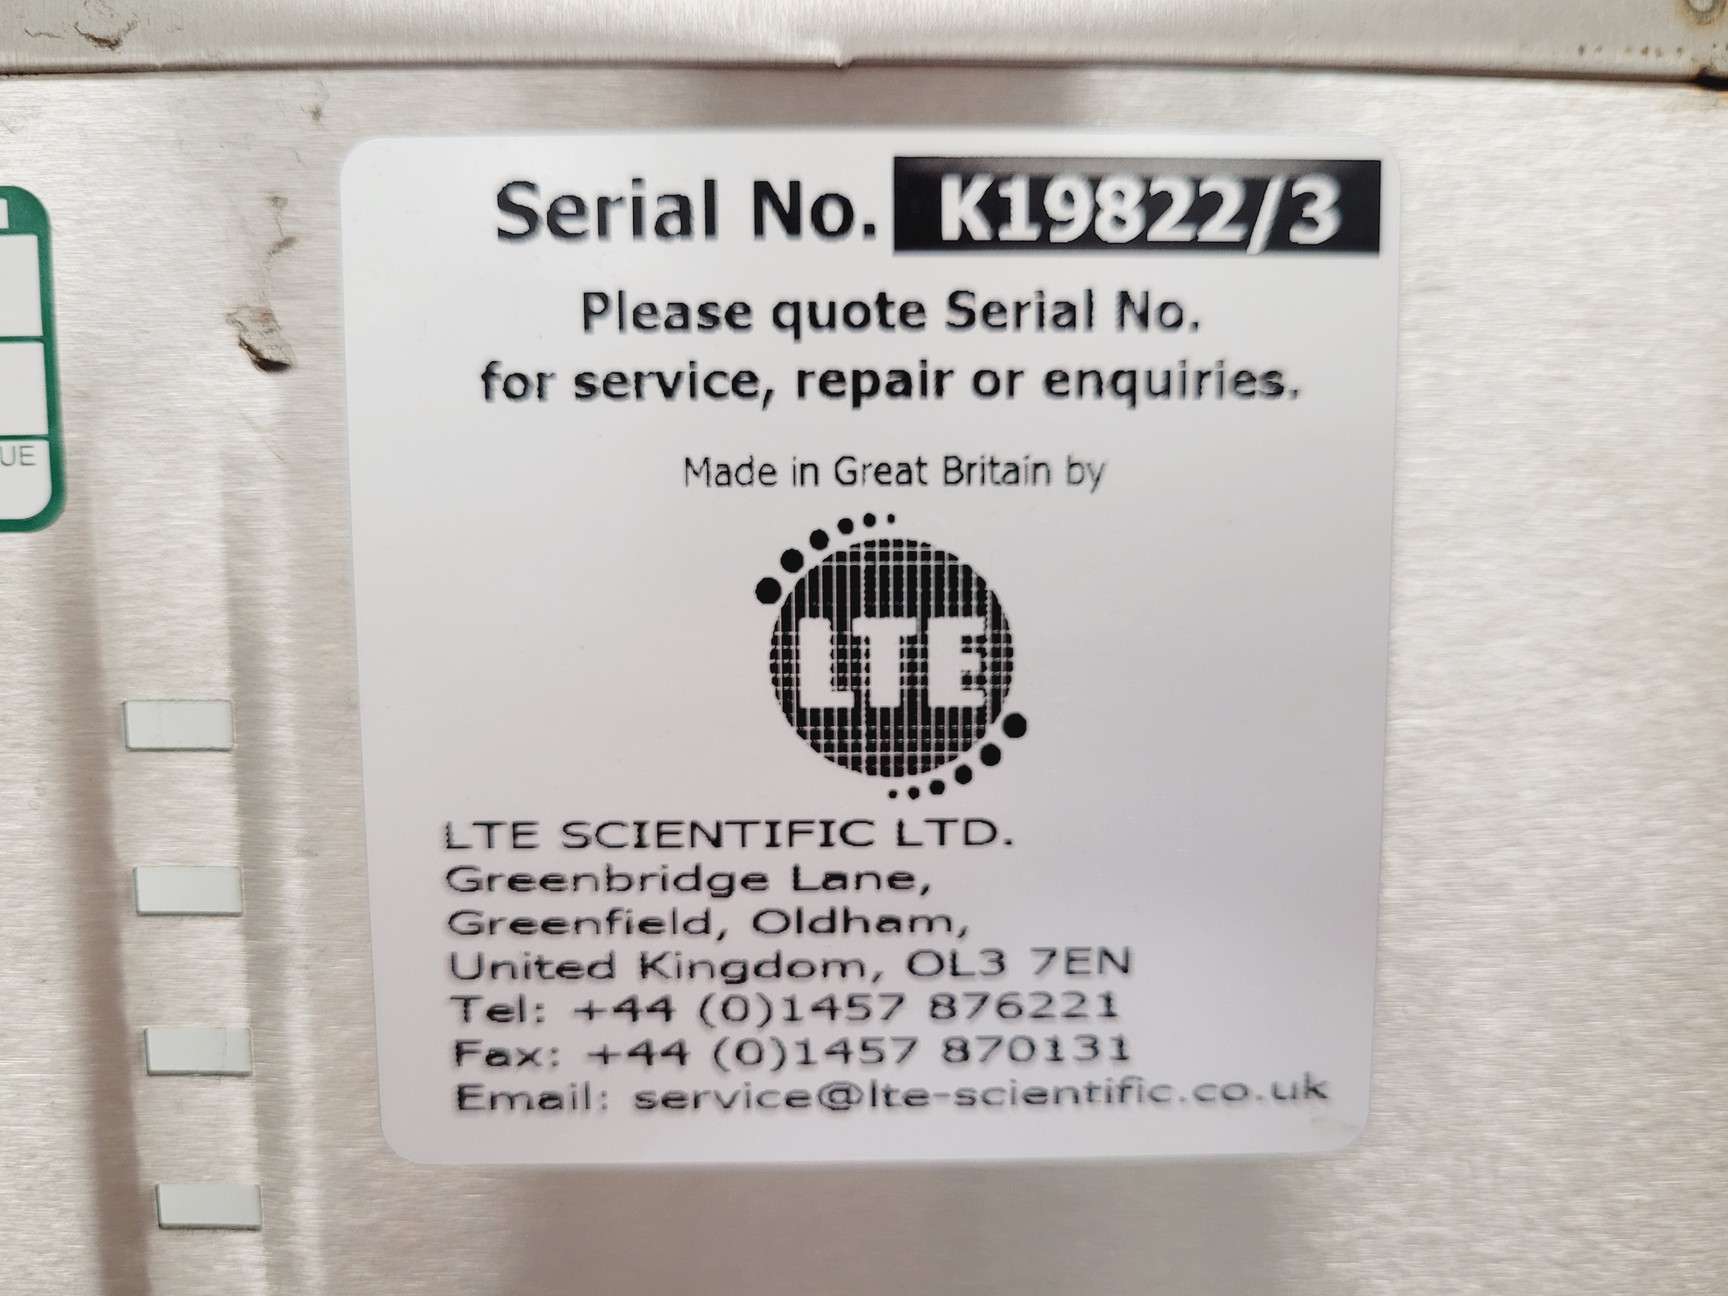 Serial No. K19822/3
Please quote Serial No.
for service, repair or enquiries.
Made in Great Britain by
LTE
LTE SCIENTIFIC LTD.
Greenbridge Lane,
Greenfield, Oldham,
United Kingdom, OL3 7EN
Tel: +44 (0)1457 876221
Fax: +44 (0)1457 870131
Email: service@lte-scientific.co.uk
UE